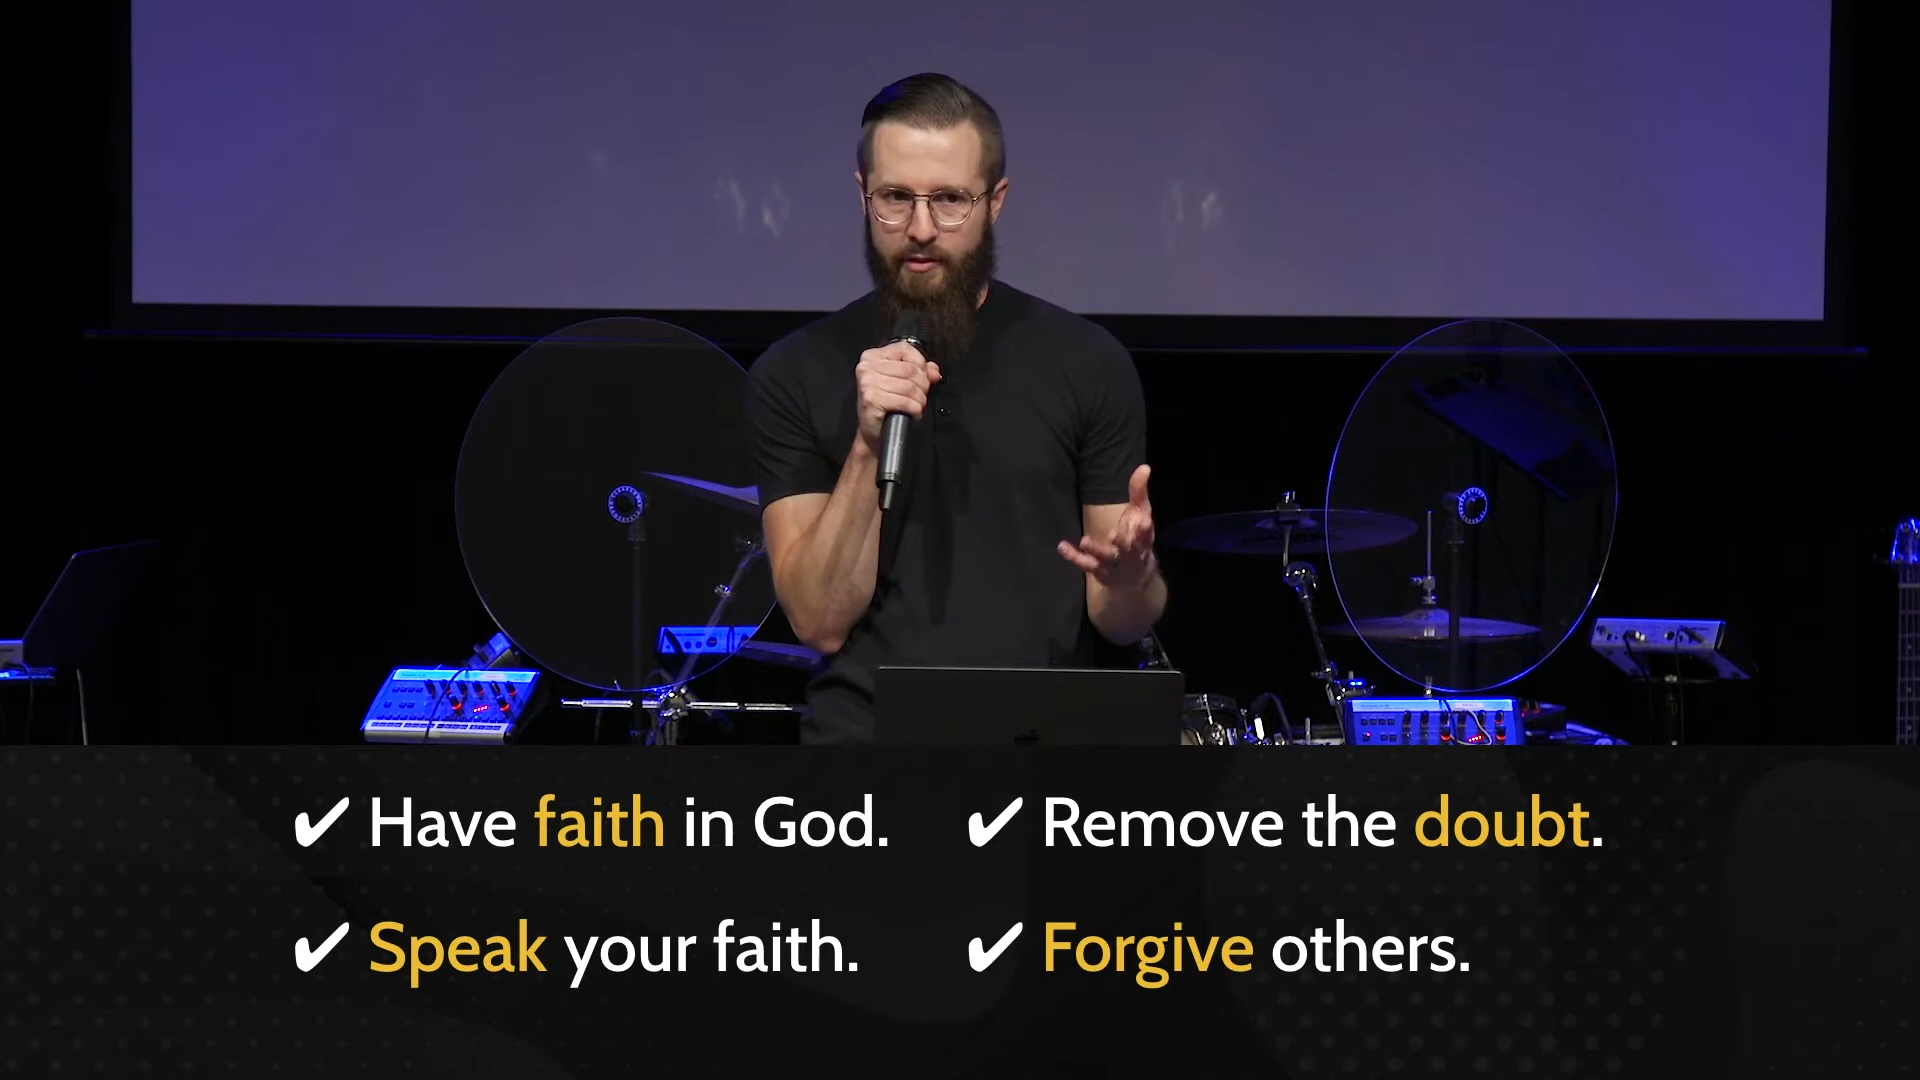 ✔ Have faith in God.
✔ Speak your faith.
✔ Remove the doubt.
✔ Forgive others.